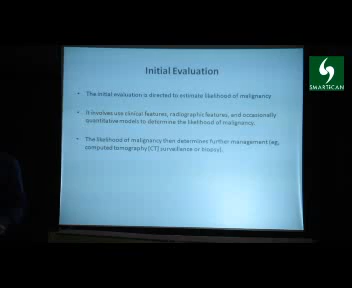 Initial Evaluation
• The initial evaluation is directed to estimate likelihood of malignancy
• It involves use clinical features, radiographic features, and occasionally
quantitative models to determine the likelihood of malignancy.
• The likelihood of malignancy then determines further management (eg,
computed tomography [CT] surveillance or biopsy).
SMARTECAN